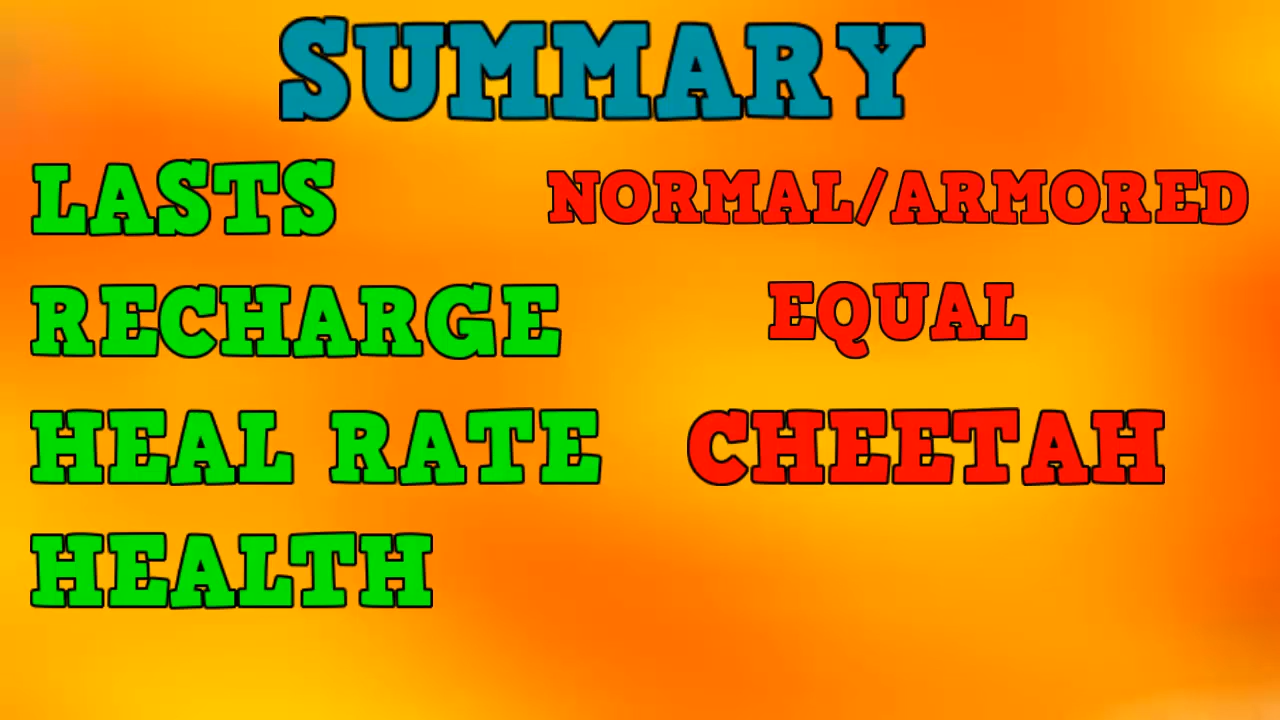 SUMMARY
LASTS NORMAL/ARMORED
RECHARGE EQUAL
HEAL RATE CHEETAH
HEALTH